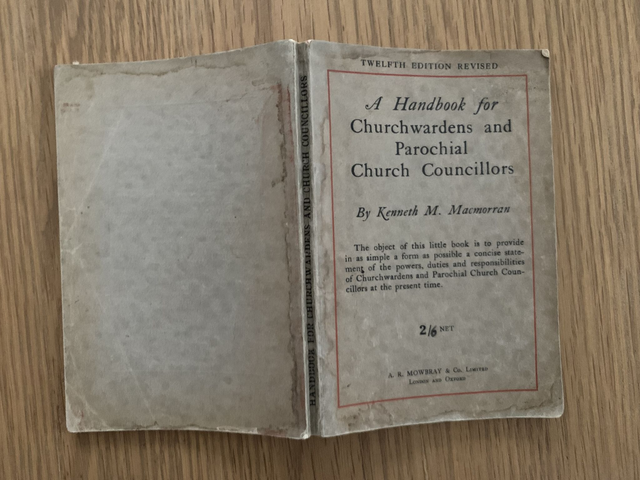 HANDBOOK FOR CHURCHWARDENS AND CHURCH COUNCILLORS
TWELFTH EDITION REVISED
A Handbook for
Churchwardens and
Parochial
Church Councillors
By Kenneth M. Macmorran
The object of this little book is to provide
in as simple a form as possible a concise state-
ment of the powers, duties and responsibilities
of Churchwardens and Parochial Church Coun-
cillors at the present time.
2/6 NET
A. R. MOWBRAY & Co. LIMITED
LONDON AND OXFORD